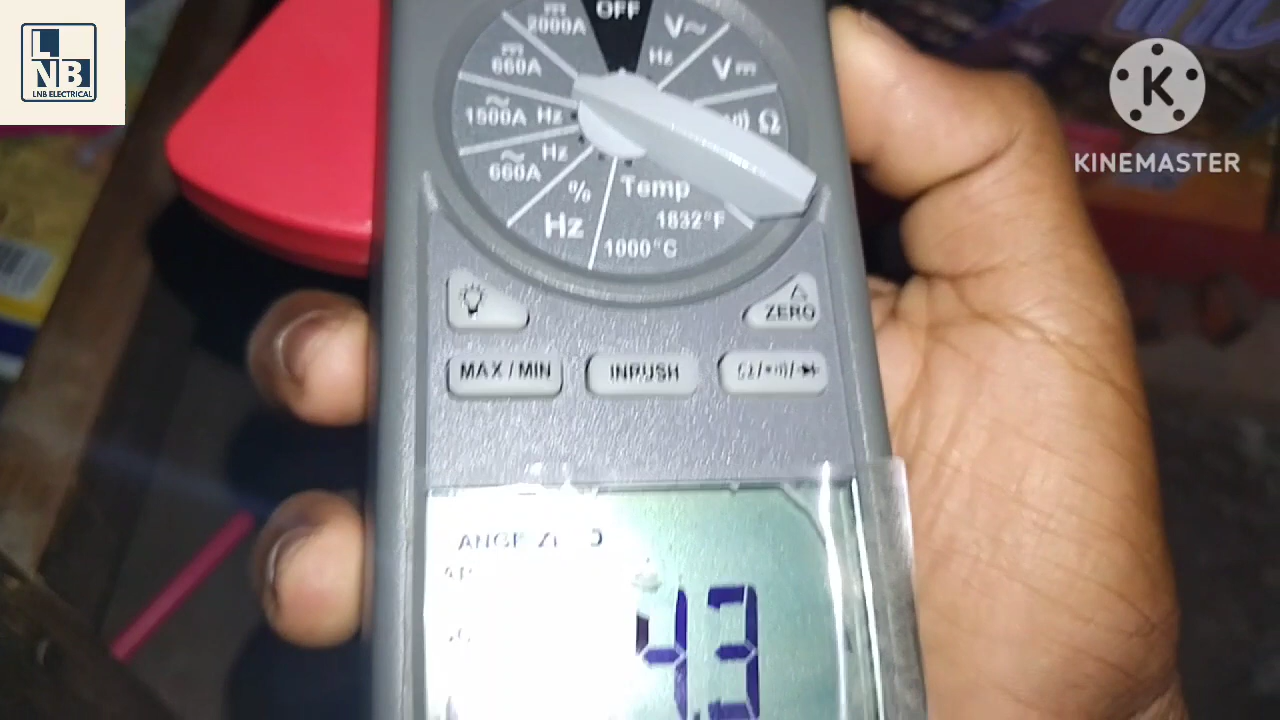 LNB
LNB ELECTRICAL
K
KINEMASTER
OFF
2000A
V~
Hz
660A
V
1500A Hz
Ω
Hz
660A
%
Hz
Temp
1832°F
1000°C
ZERO
MAX / MIN
INRUSH
43